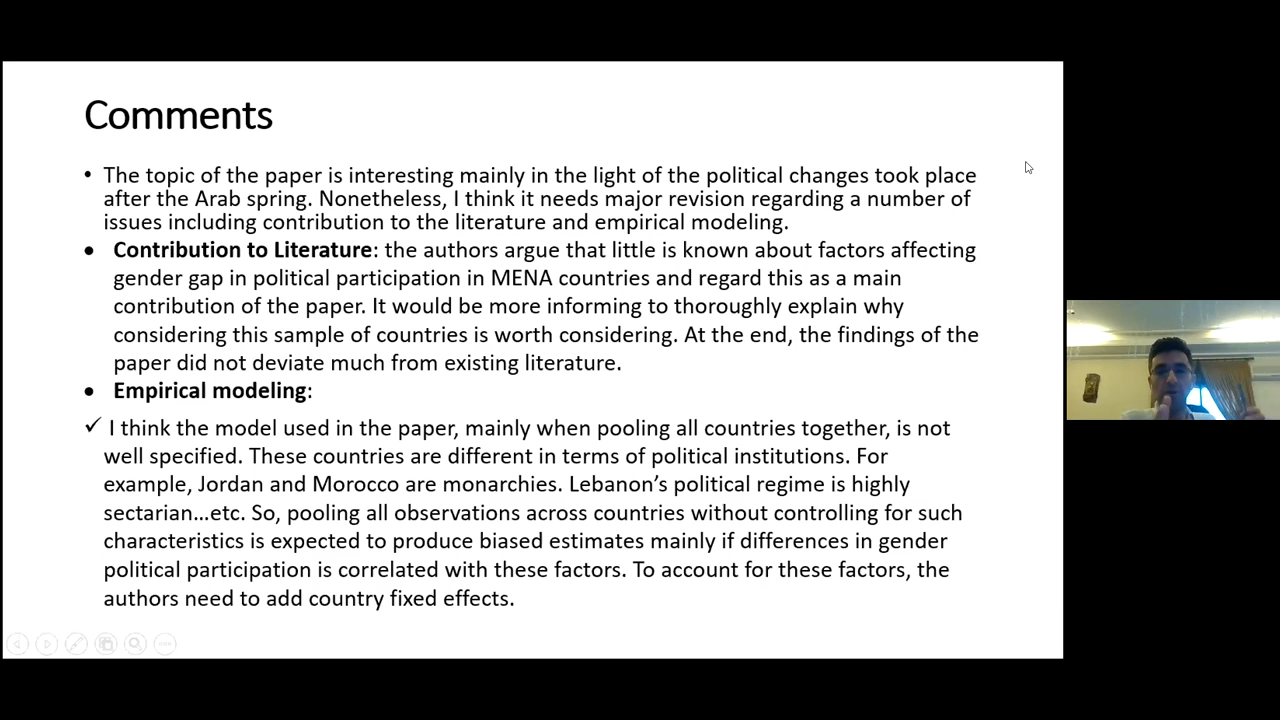 Comments
• The topic of the paper is interesting mainly in the light of the political changes took place
after the Arab spring. Nonetheless, I think it needs major revision regarding a number of
issues including contribution to the literature and empirical modeling.
• Contribution to Literature: the authors argue that little is known about factors affecting
gender gap in political participation in MENA countries and regard this as a main
contribution of the paper. It would be more informing to thoroughly explain why
considering this sample of countries is worth considering. At the end, the findings of the
paper did not deviate much from existing literature.
• Empirical modeling:
✓ I think the model used in the paper, mainly when pooling all countries together, is not
well specified. These countries are different in terms of political institutions. For
example, Jordan and Morocco are monarchies. Lebanon’s political regime is highly
sectarian…etc. So, pooling all observations across countries without controlling for such
characteristics is expected to produce biased estimates mainly if differences in gender
political participation is correlated with these factors. To account for these factors, the
authors need to add country fixed effects.